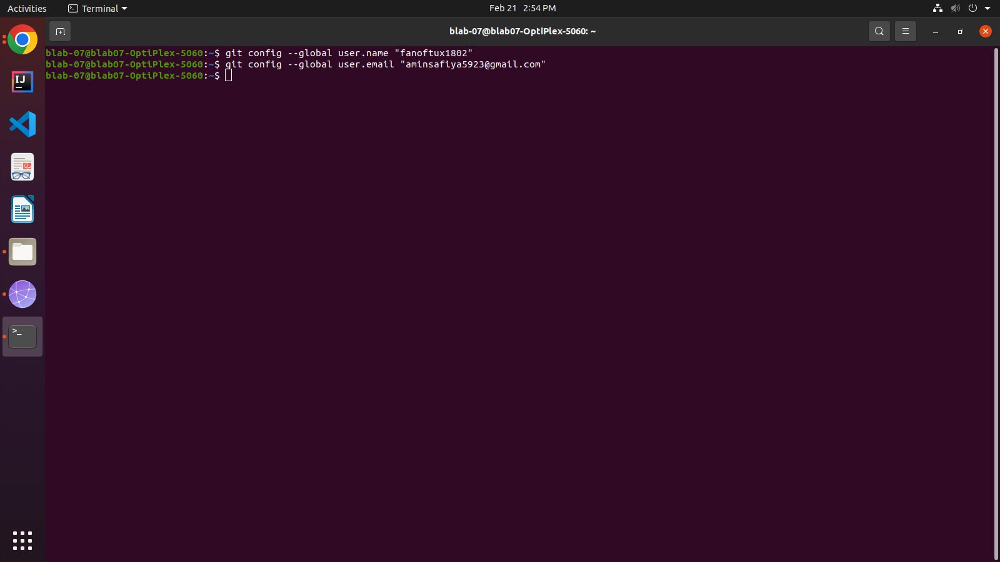 Activities
Terminal
Feb 21 2:54 PM
blab-07@blab07-OptiPlex-5060: ~
blab-07@blab07-OptiPlex-5060:~$ git config --global user.name "fanoftux1802"
blab-07@blab07-OptiPlex-5060:~$ git config --global user.email "aminsafiya5923@gmail.com"
blab-07@blab07-OptiPlex-5060:~$
IJ
>_